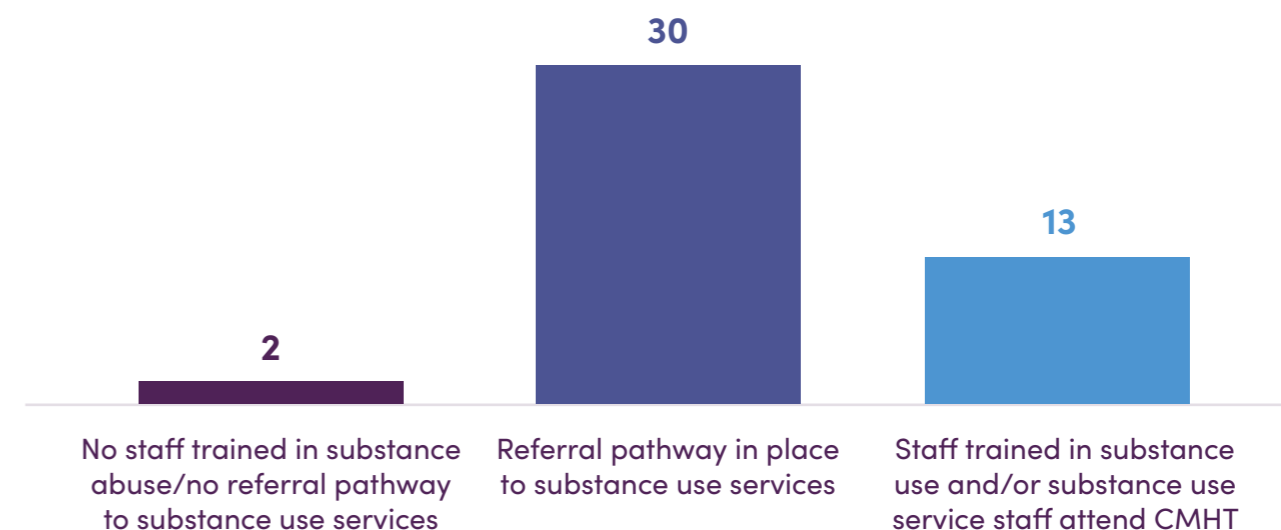 30
13
2
No staff trained in substance
abuse/no referral pathway
to substance use services
Referral pathway in place
to substance use services
Staff trained in substance
use and/or substance use
service staff attend CMHT